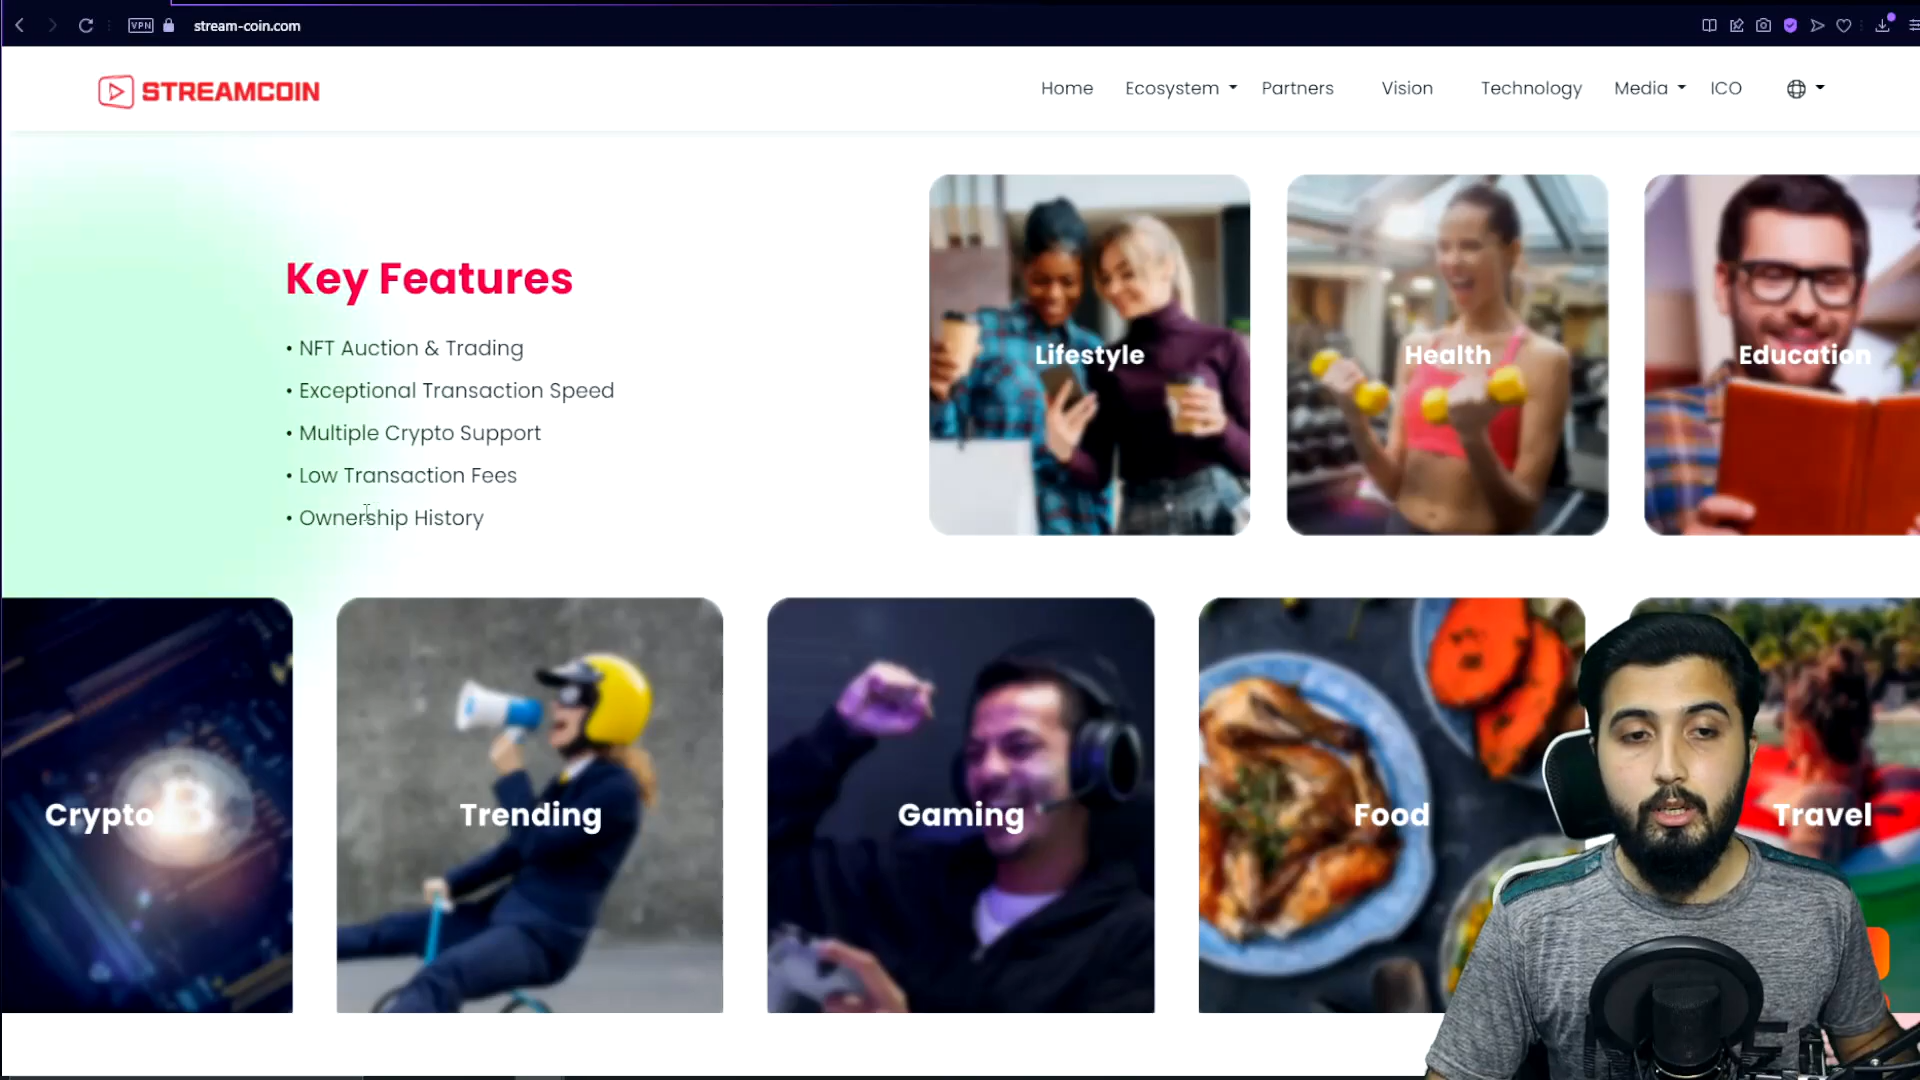 VPN
stream-coin.com
STREAMCOIN
Home
Ecosystem
Partners
Vision
Technology
Media
ICO
Key Features
• NFT Auction & Trading
• Exceptional Transaction Speed
• Multiple Crypto Support
• Low Transaction Fees
• Ownership History
Lifestyle
Health
Education
Crypto
Trending
Gaming
Food
Travel